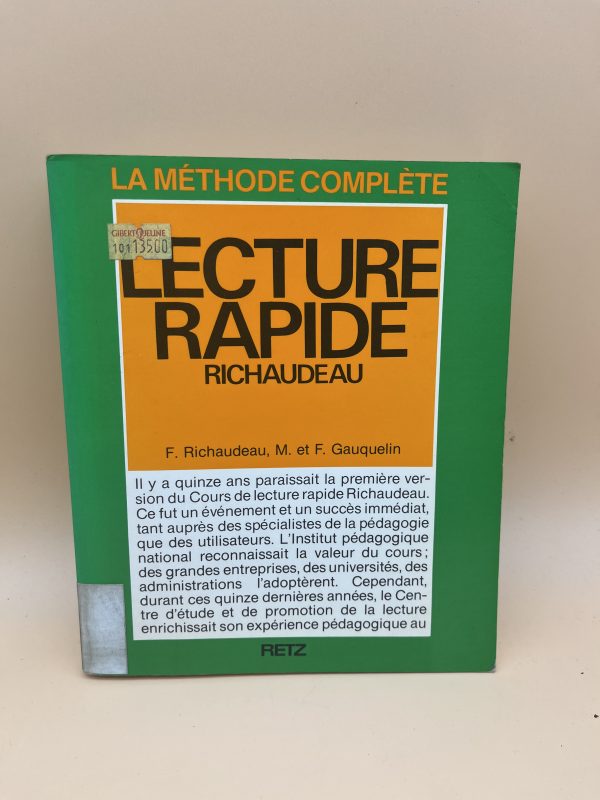 LA MÉTHODE COMPLÈTE
GIBERT JEUNE
101 13500
LECTURE
RAPIDE
RICHAUDEAU
F. Richaudeau, M. et F. Gauquelin
Il y a quinze ans paraissait la première ver-
sion du Cours de lecture rapide Richaudeau.
Ce fut un événement et un succès immédiat,
tant auprès des spécialistes de la pédagogie
que des utilisateurs. L'Institut pédagogique
national reconnaissait la valeur du cours ;
des grandes entreprises, des universités, des
administrations l'adoptèrent. Cependant,
durant ces quinze dernières années, le Cen-
tre d'étude et de promotion de la lecture
enrichissait son expérience pédagogique au
RETZ